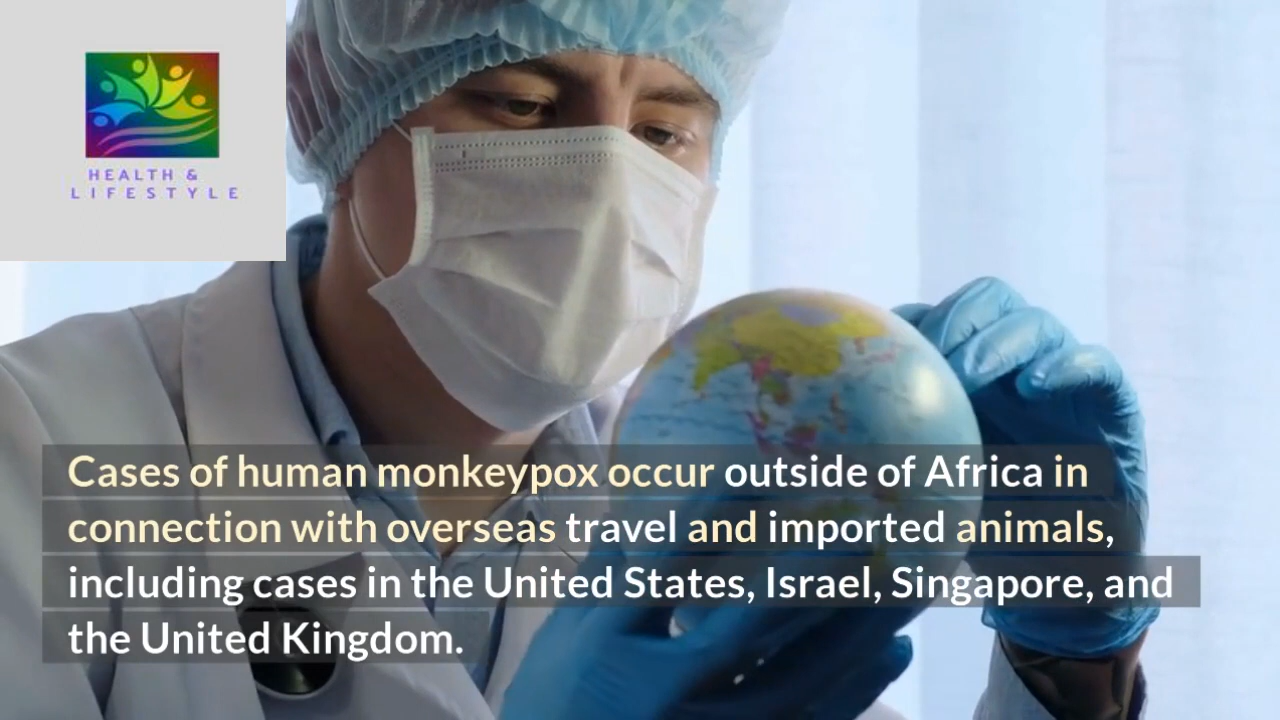 HEALTH &
LIFESTYLE
Cases of human monkeypox occur outside of Africa in
connection with overseas travel and imported animals,
including cases in the United States, Israel, Singapore, and
the United Kingdom.